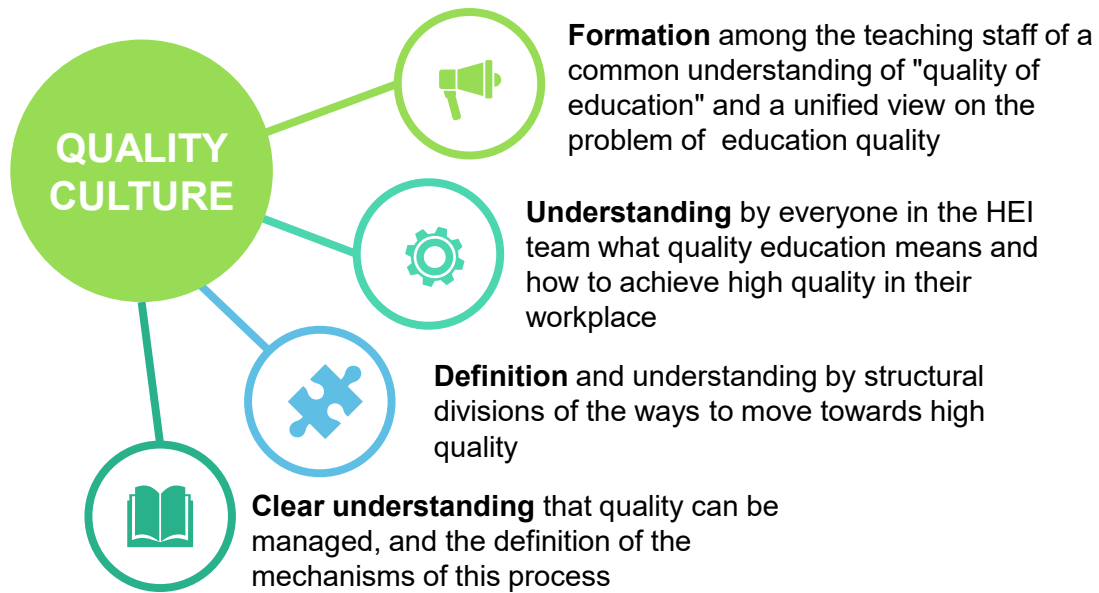 QUALITY
CULTURE
Formation among the teaching staff of a
common understanding of "quality of
education" and a unified view on the
problem of  education quality
Understanding by everyone in the HEI
team what quality education means and
how to achieve high quality in their
workplace
Definition and understanding by structural
divisions of the ways to move towards high
quality
Clear understanding that quality can be
managed, and the definition of the
mechanisms of this process